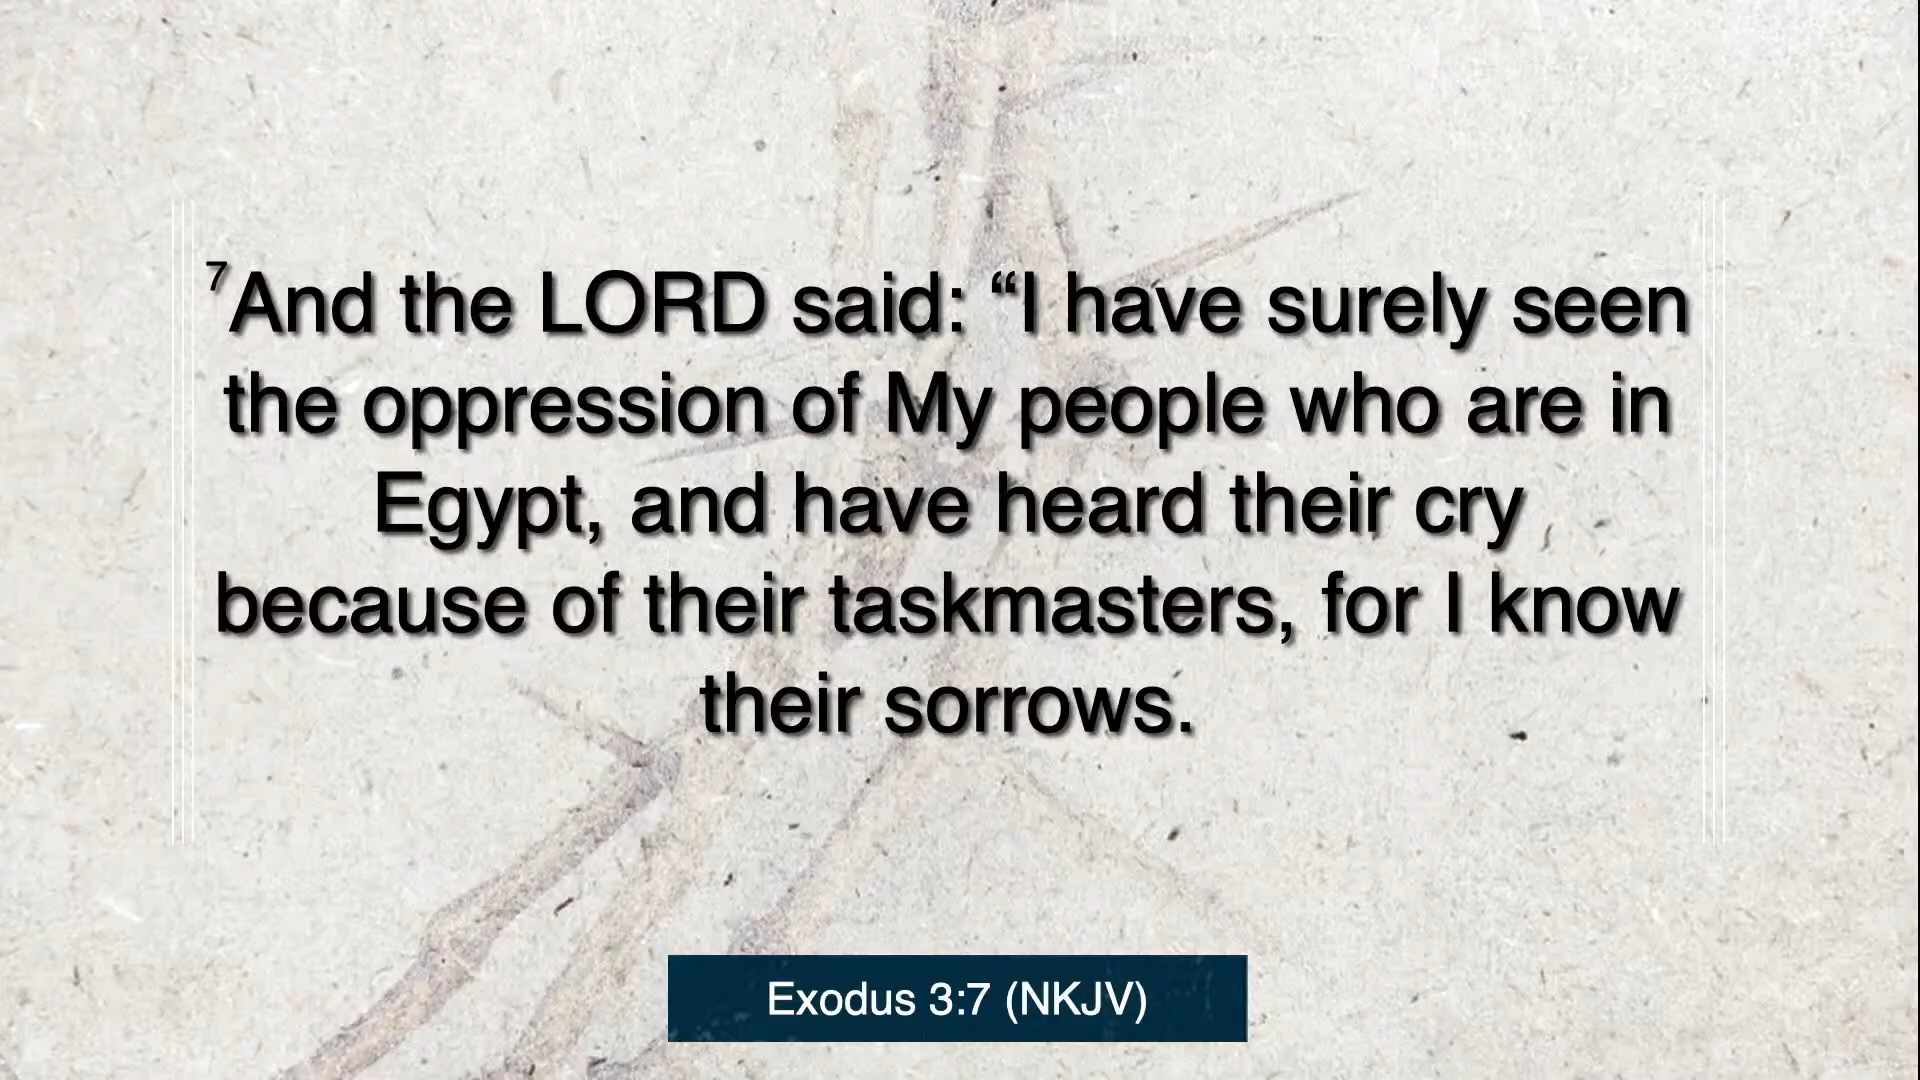 7And the LORD said: “I have surely seen
the oppression of My people who are in
Egypt, and have heard their cry
because of their taskmasters, for I know
their sorrows.
Exodus 3:7 (NKJV)